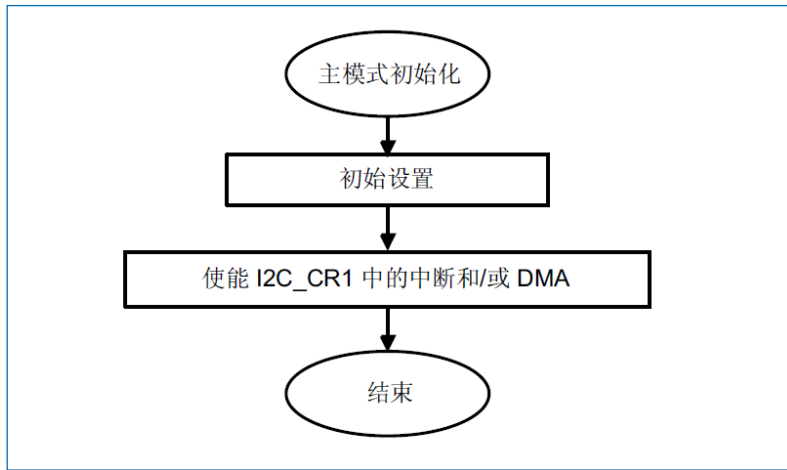 主模式初始化
初始设置
使能 I2C_CR1 中的中断和/或 DMA
结束